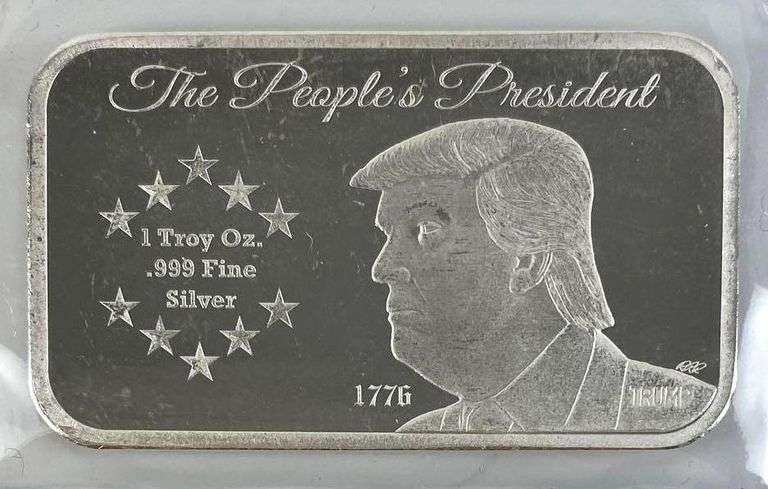 The People's President
1 Troy Oz.
.999 Fine
Silver
1776
TRUMP